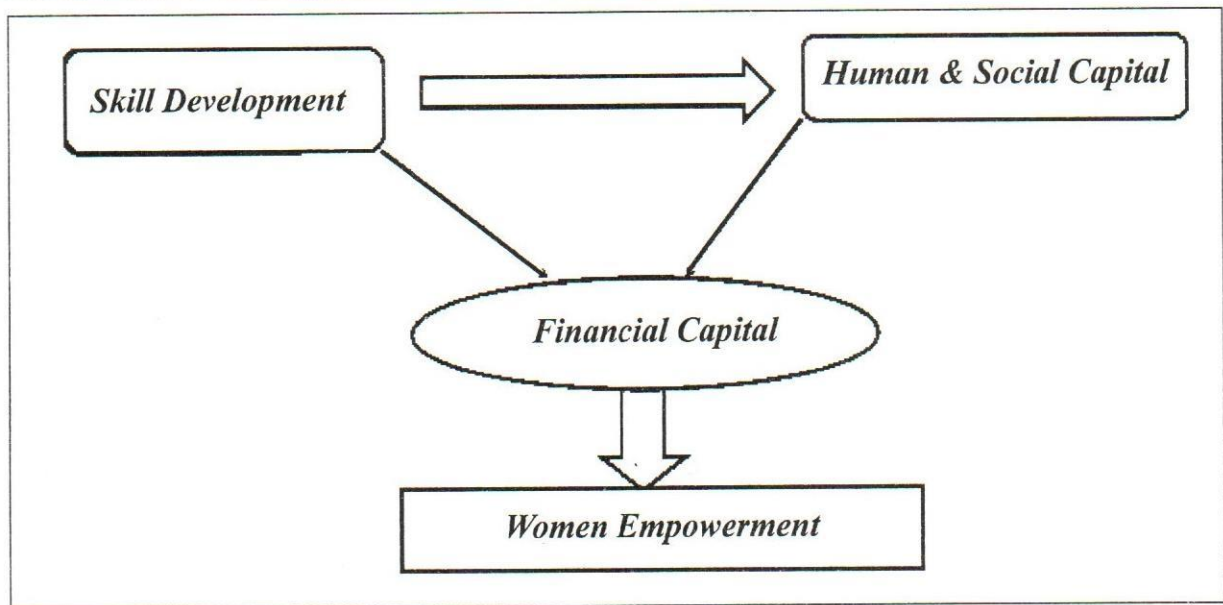 Skill Development
Human & Social Capital
Financial Capital
Women Empowerment